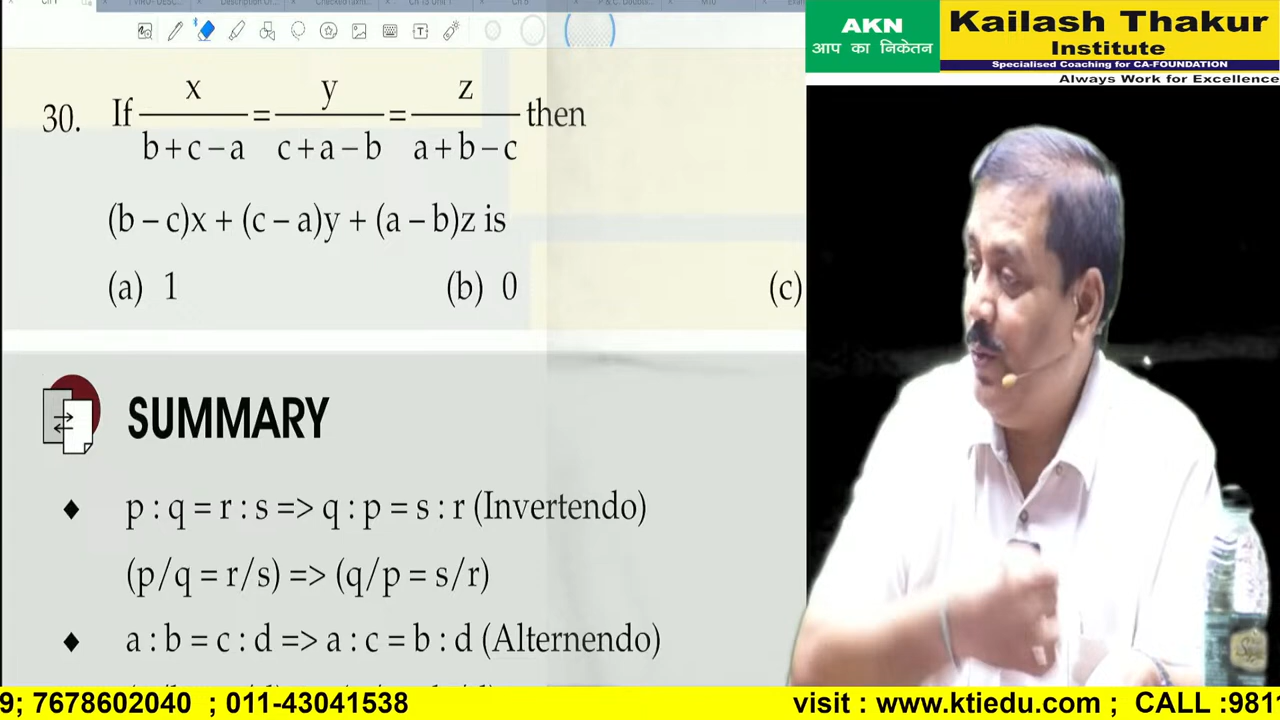 AKN
आप का निकेतन
Kailash Thakur
Institute
Specialised Coaching for CA-FOUNDATION
Always Work for Excellence
30. If x/(b+c−a) = y/(c+a−b) = z/(a+b−c) then
(b−c)x + (c−a)y + (a−b)z is
(a) 1 (b) 0 (c)
SUMMARY
♦ p : q = r : s => q : p = s : r (Invertendo)
(p/q = r/s) => (q/p = s/r)
♦ a : b = c : d => a : c = b : d (Alternendo)
9; 7678602040 ; 011-43041538 visit : www.ktiedu.com ; CALL :981